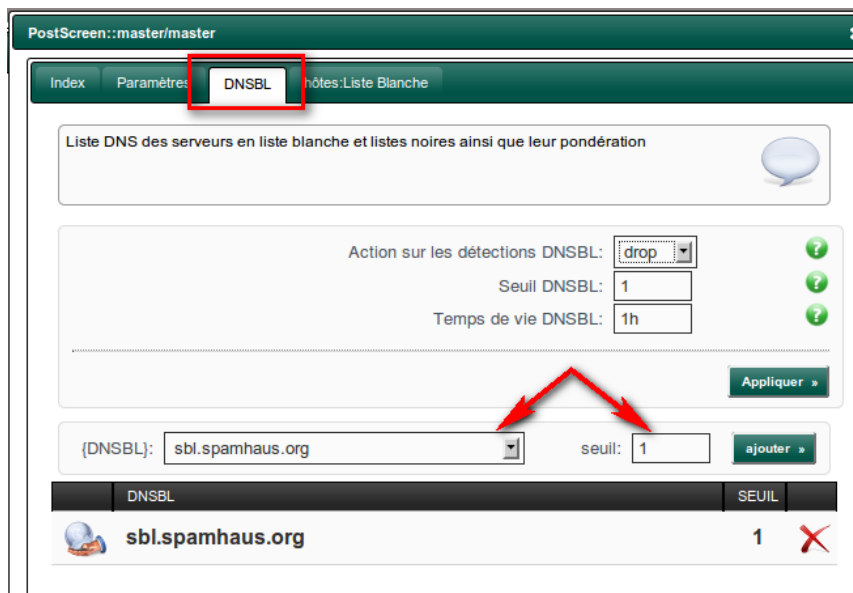 PostScreen::master/master
Index Paramètres DNSBL hôtes:Liste Blanche
Liste DNS des serveurs en liste blanche et listes noires ainsi que leur pondération
Action sur les détections DNSBL: drop
Seuil DNSBL: 1
Temps de vie DNSBL: 1h
Appliquer »
{DNSBL}: sbl.spamhaus.org seuil: 1 ajouter »
DNSBL SEUIL
sbl.spamhaus.org 1